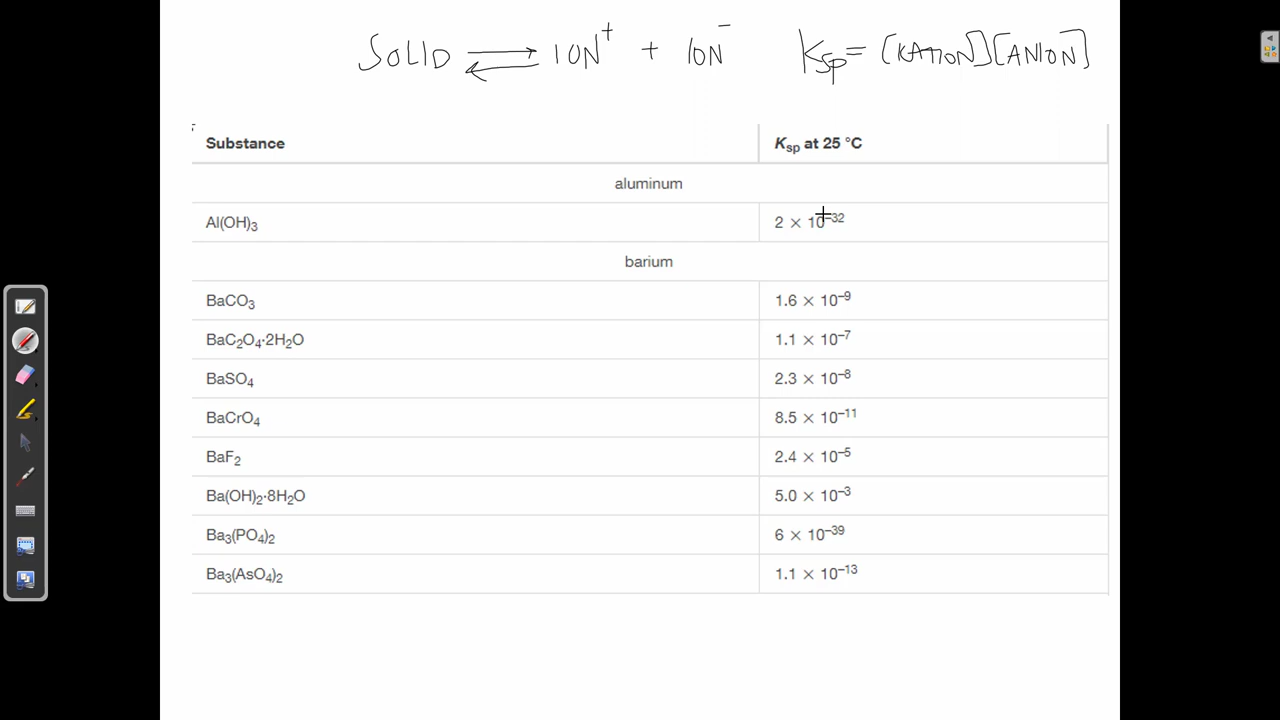 SOLID ⇌ ION⁺ + ION⁻ Ksp = [KATION][ANION]
Substance Ksp at 25 °C
aluminum
Al(OH)₃ 2 × 10⁻³²
barium
BaCO₃ 1.6 × 10⁻⁹
BaC₂O₄·2H₂O 1.1 × 10⁻⁷
BaSO₄ 2.3 × 10⁻⁸
BaCrO₄ 8.5 × 10⁻¹¹
BaF₂ 2.4 × 10⁻⁵
Ba(OH)₂·8H₂O 5.0 × 10⁻³
Ba₃(PO₄)₂ 6 × 10⁻³⁹
Ba₃(AsO₄)₂ 1.1 × 10⁻¹³